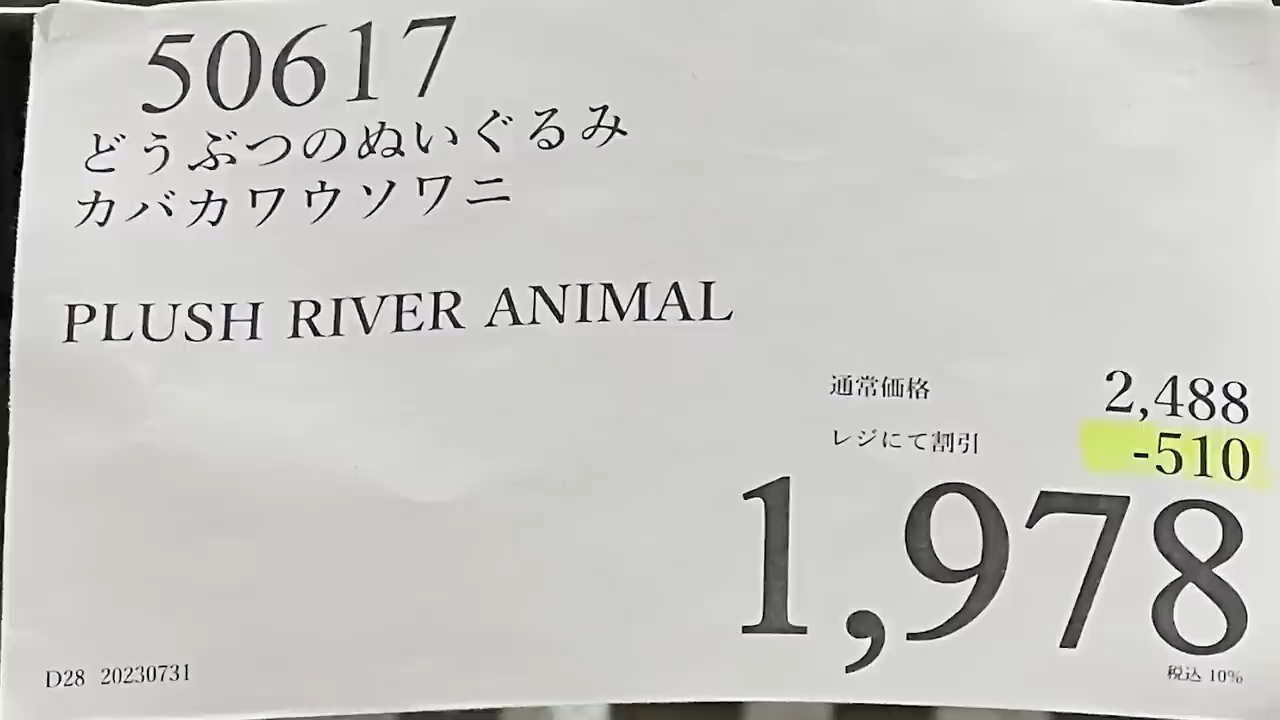 50617
どうぶつのぬいぐるみ
カバカワウソワニ
PLUSH RIVER ANIMAL
通常価格 2,488
レジにて割引 -510
1,978
税込 10%
D28 20230731